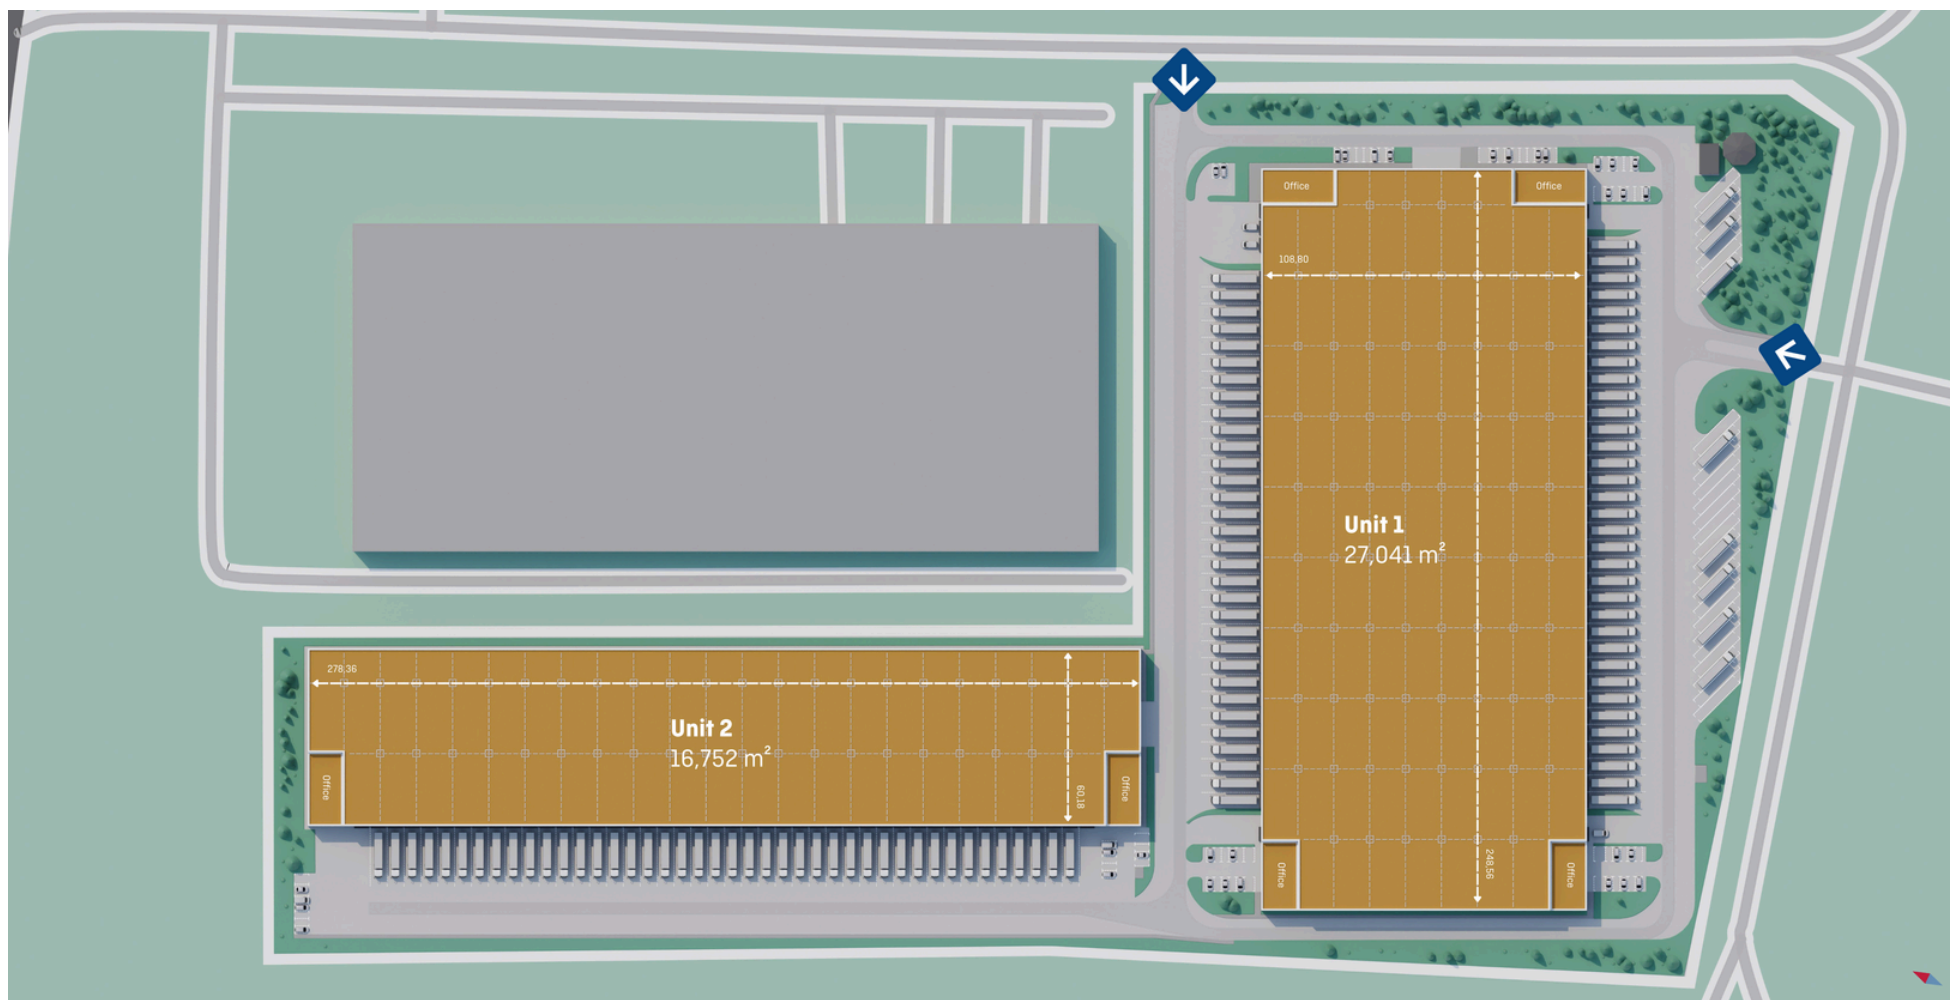 Office
Office
108,80
Unit 1
27,041 m²
278,36
Unit 2
16,752 m²
Office
60,18
Office
248,56
Office
Office